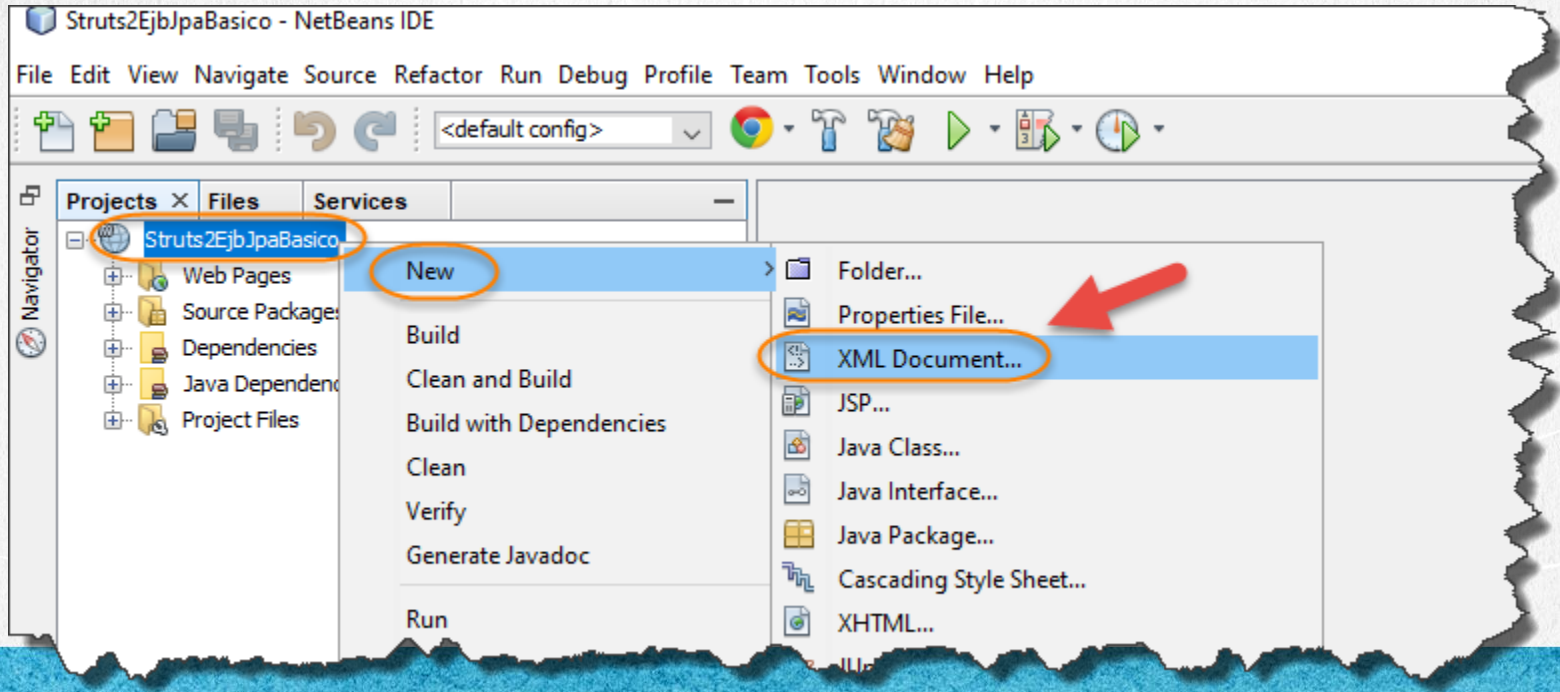 Struts2EjbJpaBasico - NetBeans IDE
File Edit View Navigate Source Refactor Run Debug Profile Team Tools Window Help
<default config>
Projects Files Services
Navigator
Struts2EjbJpaBasico
Web Pages
Source Packages
Dependencies
Java Dependenc
Project Files
New
Build
Clean and Build
Build with Dependencies
Clean
Verify
Generate Javadoc
Run
Folder...
Properties File...
XML Document...
JSP...
Java Class...
Java Interface...
Java Package...
Cascading Style Sheet...
XHTML...